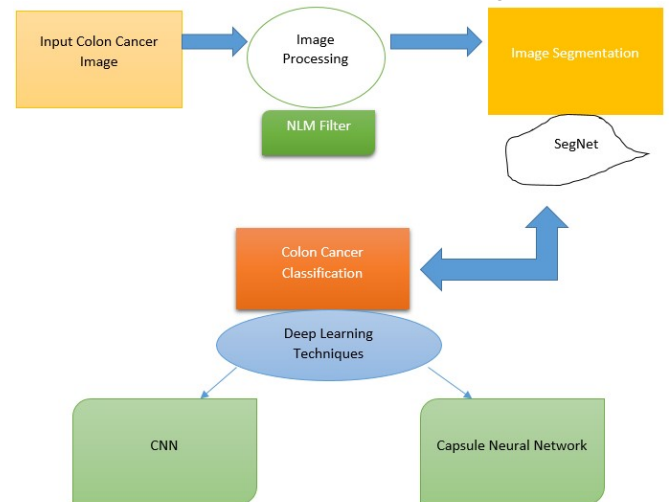 Input Colon Cancer
Image
Image
Processing
Image Segmentation
NLM Filter
SegNet
Colon Cancer
Classification
Deep Learning
Techniques
CNN
Capsule Neural Network